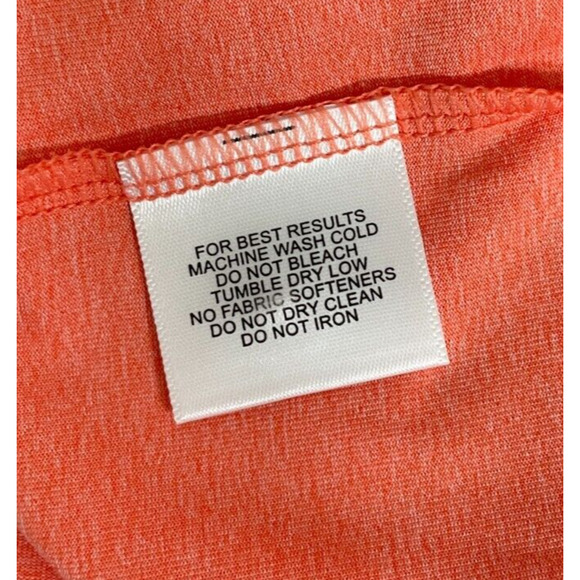 FOR BEST RESULTS
MACHINE WASH COLD
DO NOT BLEACH
TUMBLE DRY LOW
NO FABRIC SOFTENERS
DO NOT DRY CLEAN
DO NOT IRON